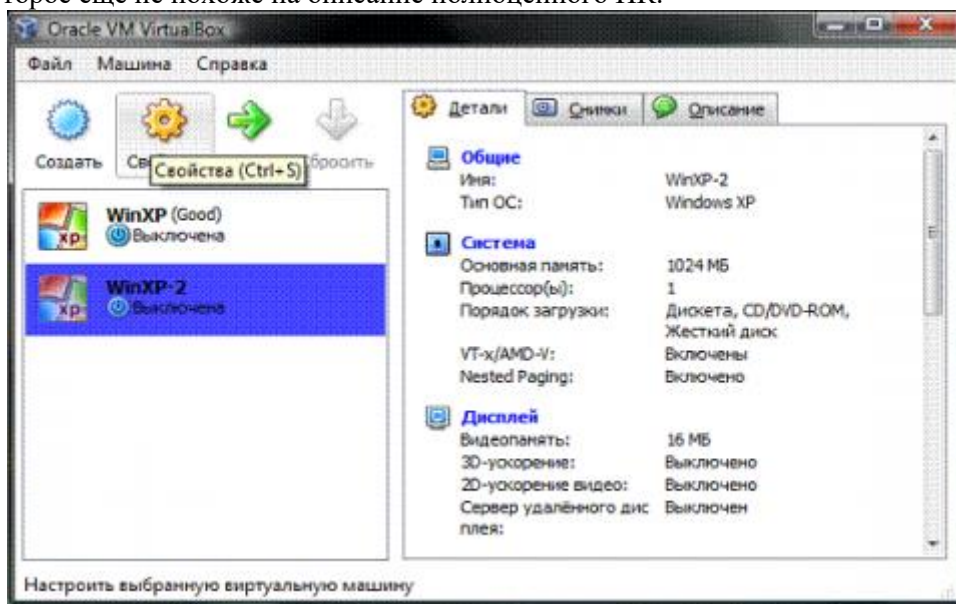 торое еще не похоже на описание полноценного ПК.
Oracle VM VirtualBox
Файл Машина Справка
Создать Св Свойства (Ctrl+S) бросить
Детали Снимки Описание
WinXP (Good)
Выключена
WinXP-2
Выключена
Общие
Имя: WinXP-2
Тип ОС: Windows XP
Система
Основная память: 1024 МБ
Процессор(ы): 1
Порядок загрузки: Дискета, CD/DVD-ROM,
Жесткий диск
VT-x/AMD-V: Включены
Nested Paging: Включено
Дисплей
Видеопамять: 16 МБ
3D-ускорение: Выключено
2D-ускорение видео: Выключено
Сервер удалённого дис Выключен
плея:
Настроить выбранную виртуальную машину